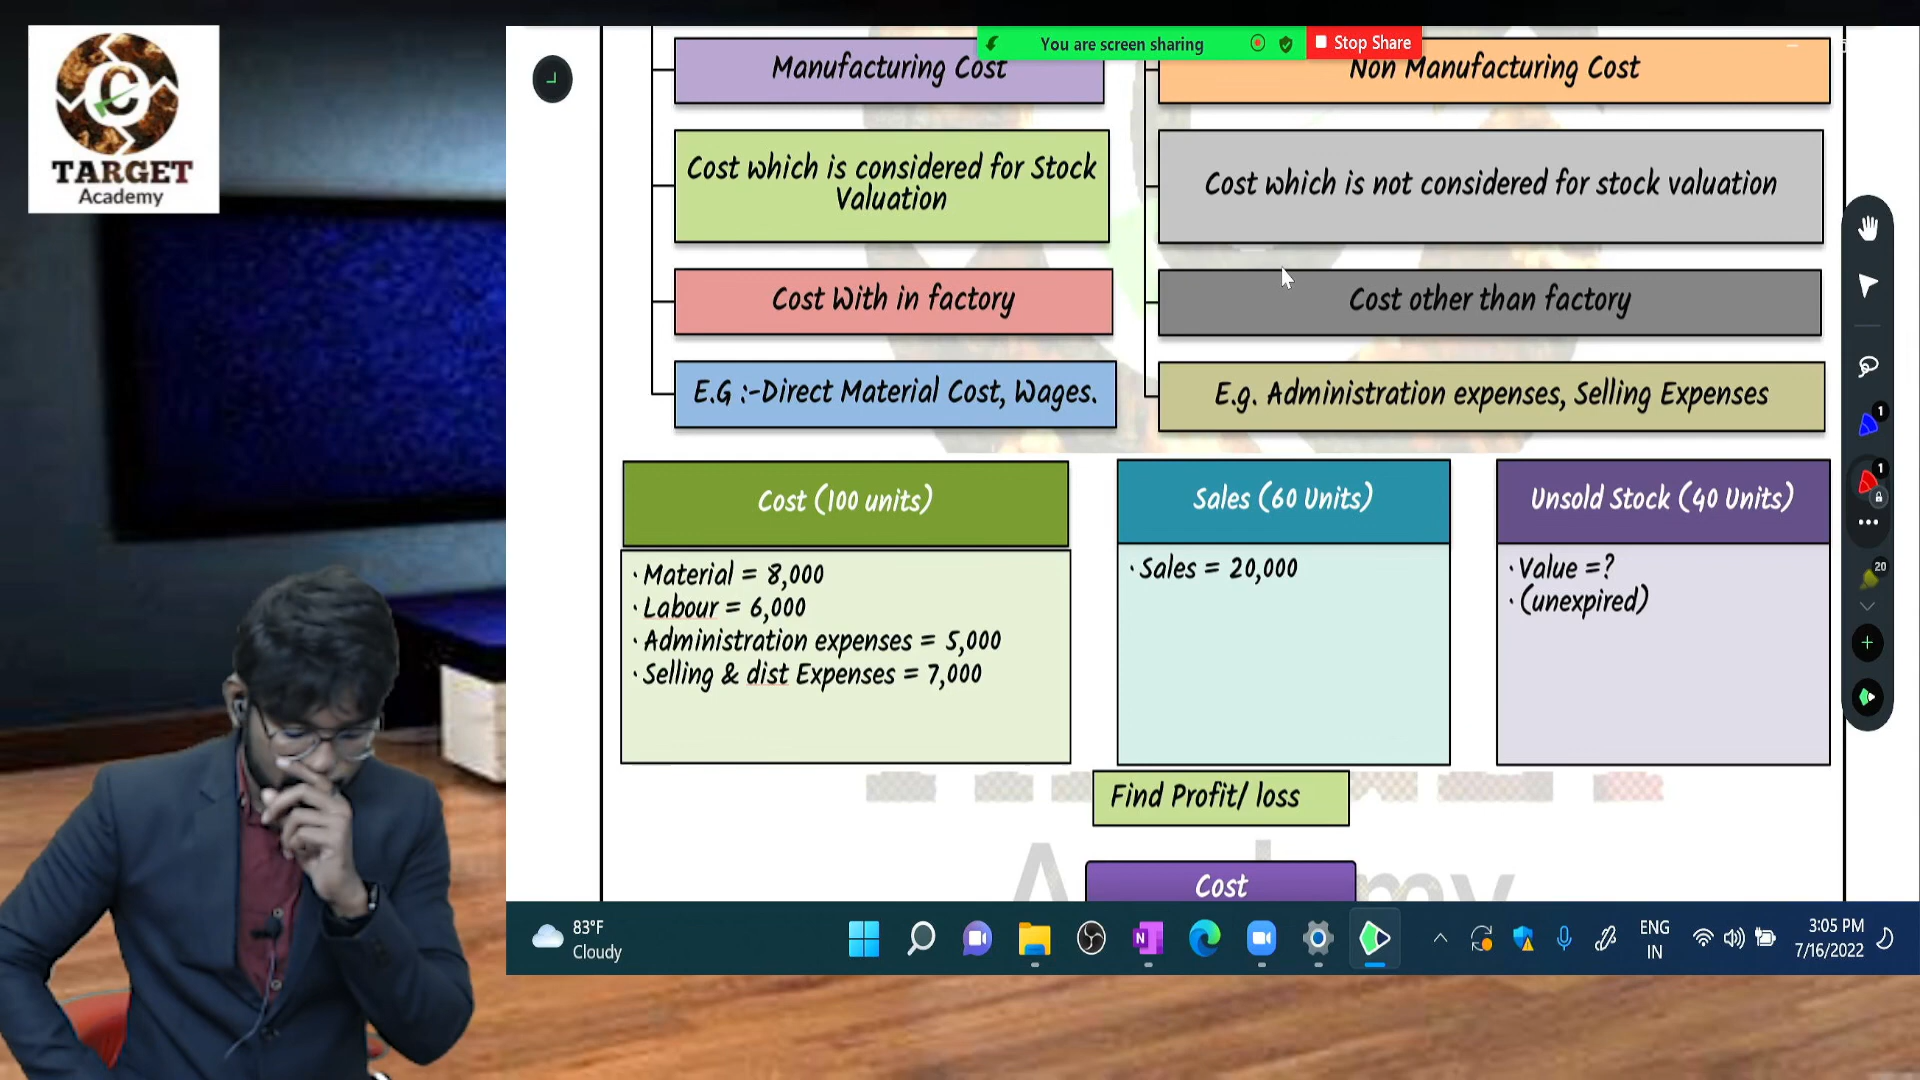 C
TARGET
Academy
You are screen sharing
Stop Share
Manufacturing Cost
Non Manufacturing Cost
Cost which is considered for Stock
Valuation
Cost which is not considered for stock valuation
Cost With in factory
Cost other than factory
E.G :-Direct Material Cost, Wages.
E.g. Administration expenses, Selling Expenses
Cost (100 units)
· Material = 8,000
· Labour = 6,000
· Administration expenses = 5,000
· Selling & dist Expenses = 7,000
Sales (60 Units)
· Sales = 20,000
Unsold Stock (40 Units)
· Value =?
· (unexpired)
Find Profit/ loss
Cost
1
1
20
83°F
Cloudy
N
ENG
IN
3:05 PM
7/16/2022